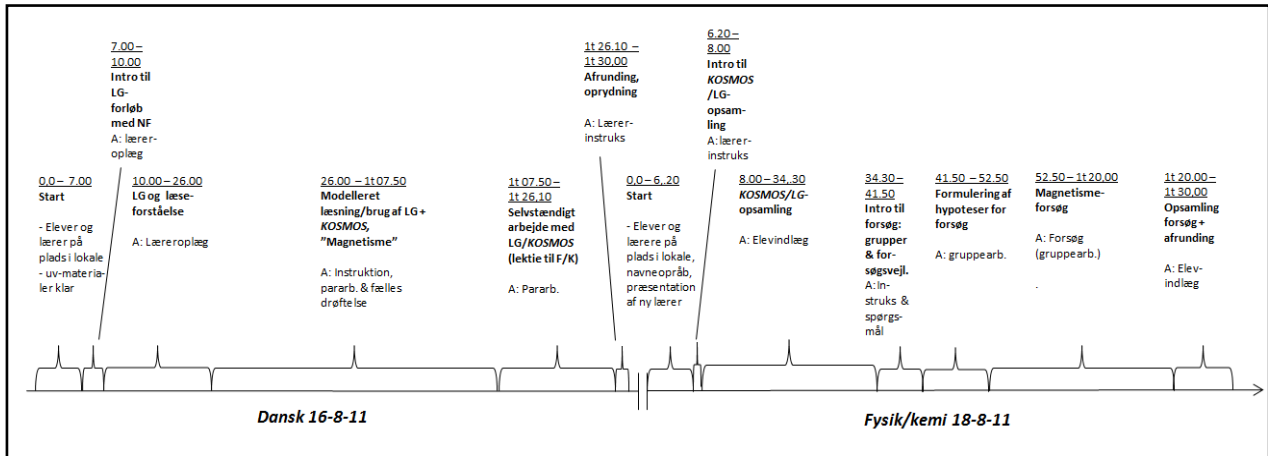 7.00 –
10.00
Intro til
LG-
forløb
med NF
A: lærer-
oplæg
1t 26.10 –
1t 30,00
Afrunding,
oprydning
A: Lærer-
instruks
6.20 –
8.00
Intro til
KOSMOS
/LG-
opsam-
ling
A: lærer-
instruks
0,0 – 7.00
Start
- Elever og
lærer på
plads i lokale
- uv-materia-
ler klar
10.00 – 26.00
LG og læse-
forståelse
A: Læreroplæg
26.00 – 1t 07.50
Modelleret
læsning/brug af LG +
KOSMOS,
”Magnetisme”
A: Instruktion,
pararb. & fælles
drøftelse
1t 07.50 –
1t 26,10
Selvstændigt
arbejde med
LG/KOSMOS
(lektie til F/K)
A: Pararb.
0,0 – 6,.20
Start
- Elever og
lærere på
plads i lokale,
navneopråb,
præsentation
af ny lærer
8.00 – 34,.30
KOSMOS/LG-
opsamling
A: Elevindlæg
34.30 –
41.50
Intro til
forsøg:
grupper
& for-
søgsvejl.
A: In-
struks &
spørgs-
mål
41.50 – 52.50
Formulering af
hypoteser for
forsøg
A: gruppearb.
52.50 – 1t 20,00
Magnetisme-
forsøg
A: Forsøg
(gruppearb.)
.
1t 20.00 –
1t 30,00
Opsamling
forsøg +
afrunding
A: Elev-
indlæg
Dansk 16-8-11
Fysik/kemi 18-8-11